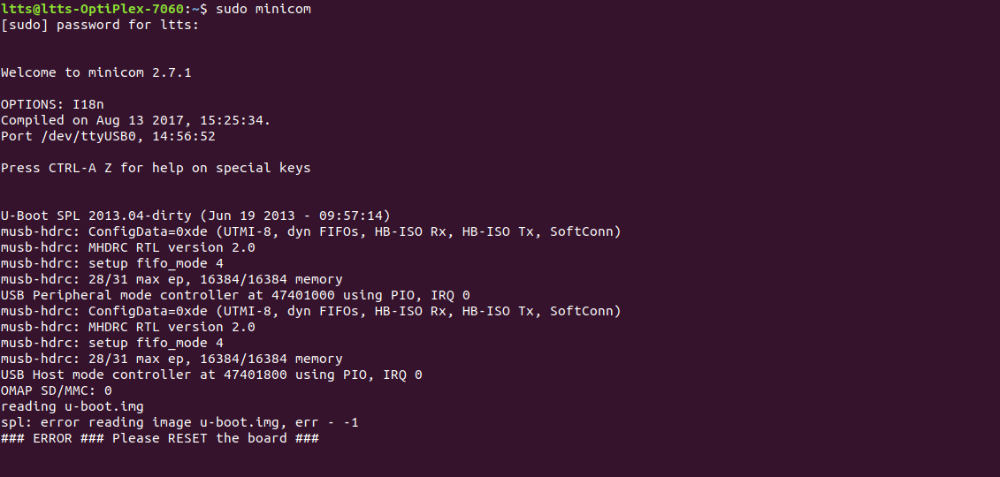 ltts@ltts-OptiPlex-7060:~$ sudo minicom
[sudo] password for ltts:
Welcome to minicom 2.7.1
OPTIONS: I18n
Compiled on Aug 13 2017, 15:25:34.
Port /dev/ttyUSB0, 14:56:52
Press CTRL-A Z for help on special keys
U-Boot SPL 2013.04-dirty (Jun 19 2013 - 09:57:14)
musb-hdrc: ConfigData=0xde (UTMI-8, dyn FIFOs, HB-ISO Rx, HB-ISO Tx, SoftConn)
musb-hdrc: MHDRC RTL version 2.0
musb-hdrc: setup fifo_mode 4
musb-hdrc: 28/31 max ep, 16384/16384 memory
USB Peripheral mode controller at 47401000 using PIO, IRQ 0
musb-hdrc: ConfigData=0xde (UTMI-8, dyn FIFOs, HB-ISO Rx, HB-ISO Tx, SoftConn)
musb-hdrc: MHDRC RTL version 2.0
musb-hdrc: setup fifo_mode 4
musb-hdrc: 28/31 max ep, 16384/16384 memory
USB Host mode controller at 47401800 using PIO, IRQ 0
OMAP SD/MMC: 0
reading u-boot.img
spl: error reading image u-boot.img, err - -1
### ERROR ### Please RESET the board ###